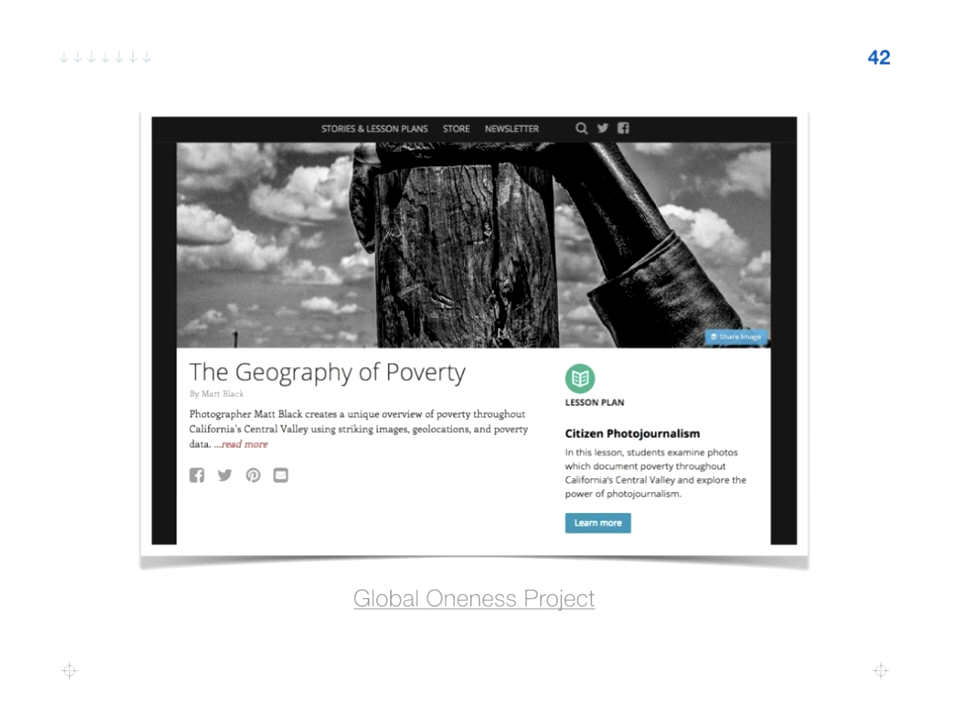 42
STORIES & LESSON PLANS STORE NEWSLETTER
Share Image
The Geography of Poverty
By Matt Black
Photographer Matt Black creates a unique overview of poverty throughout
California's Central Valley using striking images, geolocations, and poverty
data. ...read more
LESSON PLAN
Citizen Photojournalism
In this lesson, students examine photos
which document poverty throughout
California's Central Valley and explore the
power of photojournalism.
Learn more
Global Oneness Project